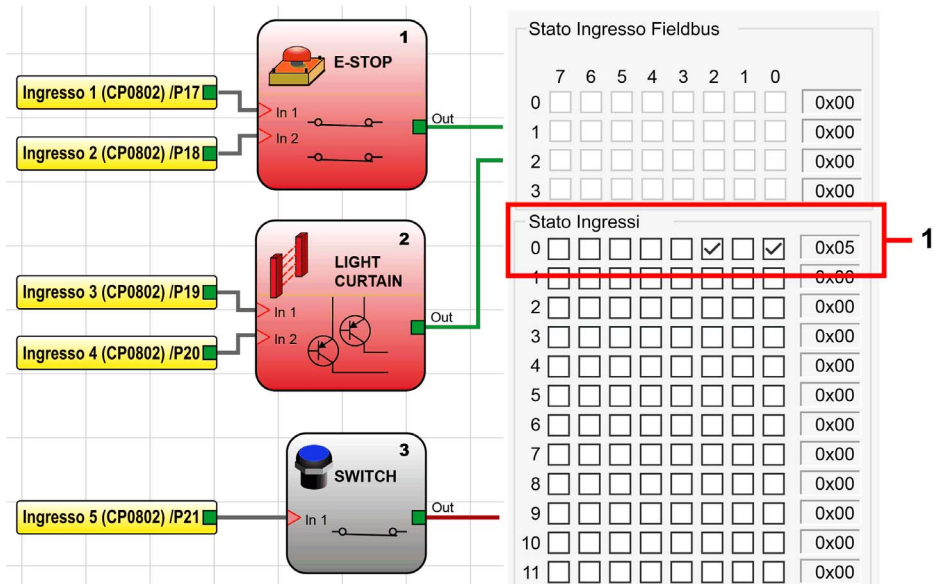 1
E-STOP
Ingresso 1 (CP0802) /P17
In 1
Out
Ingresso 2 (CP0802) /P18
In 2
2
LIGHT
CURTAIN
Ingresso 3 (CP0802) /P19
In 1
Out
Ingresso 4 (CP0802) /P20
In 2
3
SWITCH
Ingresso 5 (CP0802) /P21
In 1
Out
Stato Ingresso Fieldbus
7 6 5 4 3 2 1 0
0 0x00
1 0x00
2 0x00
3 0x00
Stato Ingressi
0 0x05
1
1 0x00
2 0x00
3 0x00
4 0x00
5 0x00
6 0x00
7 0x00
8 0x00
9 0x00
10 0x00
11 0x00